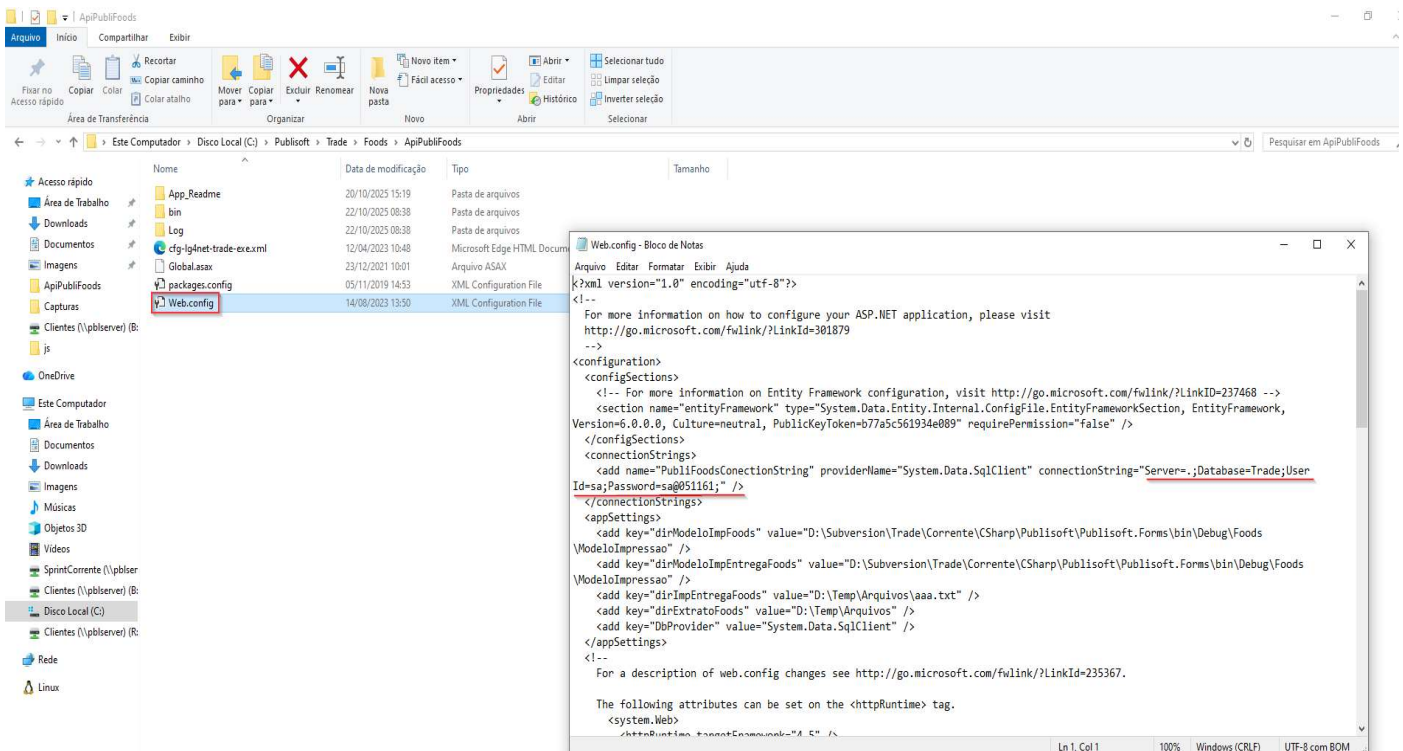 ApiPubliFoods
Arquivo Início Compartilhar Exibir
Fixar no Acesso rápido
Copiar
Colar
Recortar
Copiar caminho
Colar atalho
Área de Transferência
Mover para
Copiar para
Excluir
Renomear
Organizar
Nova pasta
Novo item
Fácil acesso
Novo
Propriedades
Abrir
Editar
Histórico
Abrir
Selecionar tudo
Limpar seleção
Inverter seleção
Selecionar
Este Computador > Disco Local (C:) > Publisoft > Trade > Foods > ApiPubliFoods
Pesquisar em ApiPubliFoods
Nome Data de modificação Tipo Tamanho
App_Readme 20/10/2025 15:19 Pasta de arquivos
bin 22/10/2025 08:38 Pasta de arquivos
Log 22/10/2025 08:38 Pasta de arquivos
cfg-lg4net-trade-exe.xml 12/04/2023 10:48 Microsoft Edge HTML Docum
Global.asax 23/12/2021 10:01 Arquivo ASAX
packages.config 05/11/2019 14:53 XML Configuration File
Web.config 14/08/2023 13:50 XML Configuration File
Acesso rápido
Área de Trabalho
Downloads
Documentos
Imagens
ApiPubliFoods
Capturas
Clientes (\\pblserver) (B:
js
OneDrive
Este Computador
Área de Trabalho
Documentos
Downloads
Imagens
Músicas
Objetos 3D
Vídeos
SprintCorrente (\\pblser
Clientes (\\pblserver) (B:
Disco Local (C:)
Clientes (\\pblserver) (R:
Rede
Linux
Web.config - Bloco de Notas
Arquivo Editar Formatar Exibir Ajuda
<?xml version="1.0" encoding="utf-8"?>
<!--
For more information on how to configure your ASP.NET application, please visit
http://go.microsoft.com/fwlink/?LinkId=301879
-->
<configuration>
<configSections>
<!-- For more information on Entity Framework configuration, visit http://go.microsoft.com/fwlink/?LinkID=237468 -->
<section name="entityFramework" type="System.Data.Entity.Internal.ConfigFile.EntityFrameworkSection, EntityFramework,
Version=6.0.0.0, Culture=neutral, PublicKeyToken=b77a5c561934e089" requirePermission="false" />
</configSections>
<connectionStrings>
<add name="PubliFoodsConectionString" providerName="System.Data.SqlClient" connectionString="Server=.;Database=Trade;User
Id=sa;Password=sa@051161;" />
</connectionStrings>
<appSettings>
<add key="dirModeloImpFoods" value="D:\Subversion\Trade\Corrente\CSharp\Publisoft\Publisoft.Forms\bin\Debug\Foods
\ModeloImpressao" />
<add key="dirModeloImpEntregaFoods" value="D:\Subversion\Trade\Corrente\CSharp\Publisoft\Publisoft.Forms\bin\Debug\Foods
\ModeloImpressao" />
<add key="dirImpEntregaFoods" value="D:\Temp\Arquivos\aaa.txt" />
<add key="dirExtratoFoods" value="D:\Temp\Arquivos" />
<add key="DbProvider" value="System.Data.SqlClient" />
</appSettings>
<!--
For a description of web.config changes see http://go.microsoft.com/fwlink/?LinkId=235367.
The following attributes can be set on the <httpRuntime> tag.
<system.Web>
<httpRuntime targetFramework="4.5" />
Ln 1, Col 1 100% Windows (CRLF) UTF-8 com BOM